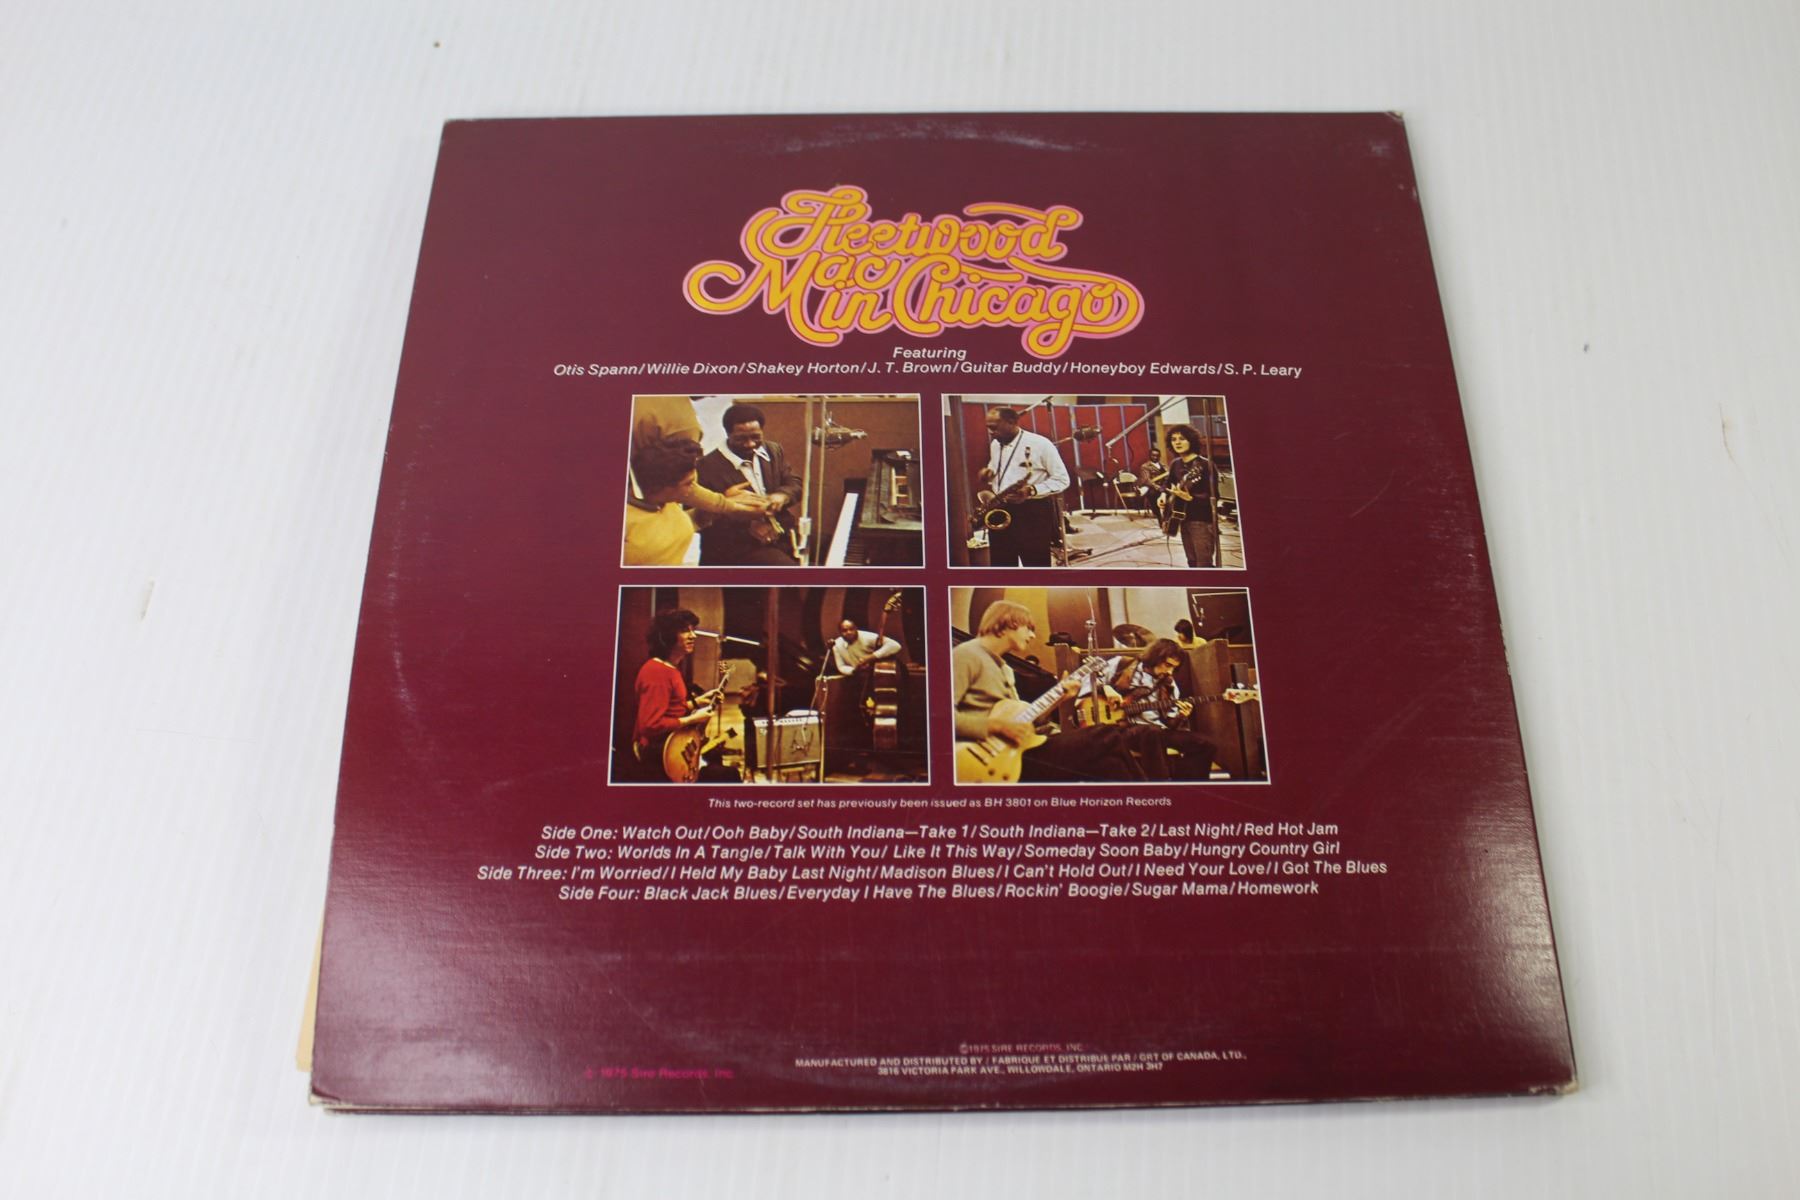 Fleetwood
Mac
in Chicago
Featuring
Otis Spann/Willie Dixon/Shakey Horton/J. T. Brown/Guitar Buddy/Honeyboy Edwards/S. P. Leary
This two-record set has previously been issued as BH 3801 on Blue Horizon Records
Side One: Watch Out/Ooh Baby/South Indiana—Take 1/South Indiana—Take 2/Last Night/Red Hot Jam
Side Two: Worlds In A Tangle/Talk With You/ Like It This Way/Someday Soon Baby/Hungry Country Girl
Side Three: I'm Worried/I Held My Baby Last Night/Madison Blues/I Can't Hold Out/I Need Your Love/I Got The Blues
Side Four: Black Jack Blues/Everyday I Have The Blues/Rockin' Boogie/Sugar Mama/Homework
©1975 SIRE RECORDS, INC.
MANUFACTURED AND DISTRIBUTED BY / FABRIQUE ET DISTRIBUE PAR / GRT OF CANADA, LTD.,
3816 VICTORIA PARK AVE., WILLOWDALE, ONTARIO M2H 3H7
© 1975 Sire Records, Inc.